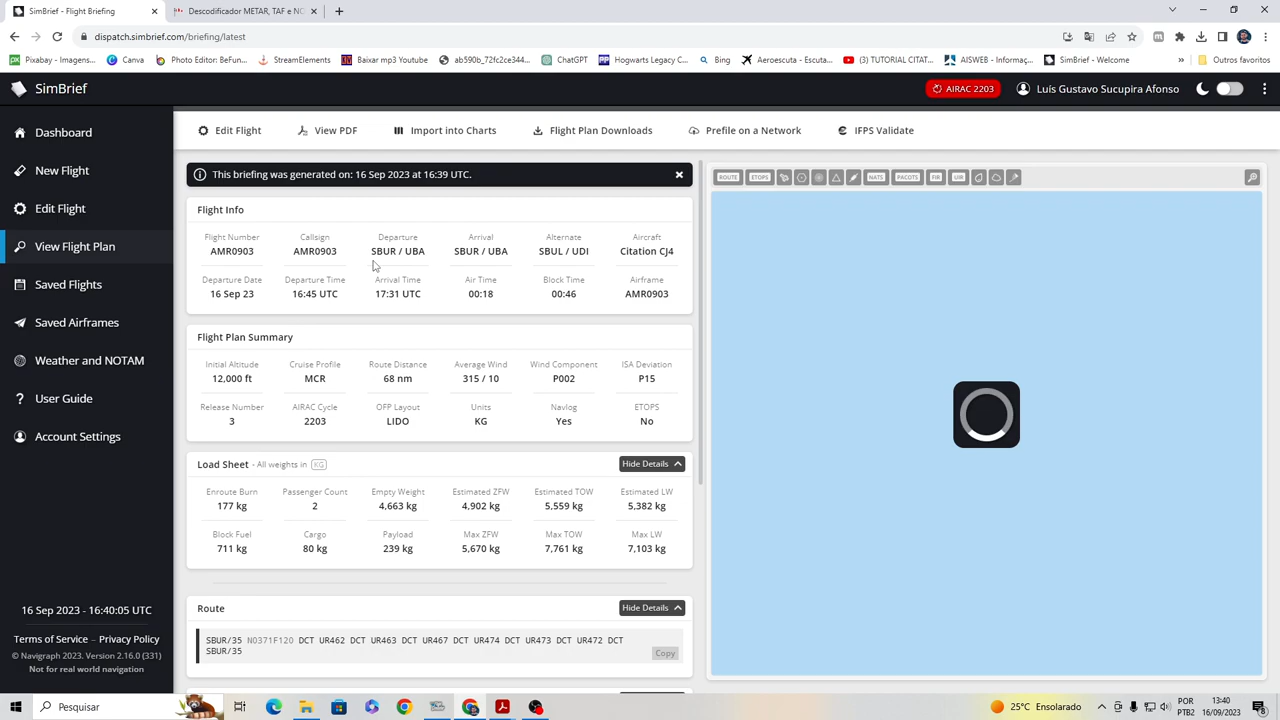 SimBrief - Flight Briefing
Descodificador METAR, TAF e NO
dispatch.simbrief.com/briefing/latest
Pixabay - Imagens...
Canva
Photo Editor: BeFun...
StreamElements
Baixar mp3 Youtube
ab590b_72fcz2ce344...
ChatGPT
Hogwarts Legacy C...
Bing
Aeroescuta - Escuta...
(3) TUTORIAL CITAT...
AISWEB - Informaç...
SimBrief - Welcome
»
Outros favoritos
SimBrief
AIRAC 2203
Luís Gustavo Sucupira Afonso
Dashboard
New Flight
Edit Flight
View Flight Plan
Saved Flights
Saved Airframes
Weather and NOTAM
User Guide
Account Settings
16 Sep 2023 - 16:40:05 UTC
Terms of Service – Privacy Policy
© Navigraph 2023. Version 2.16.0 (331)
Not for real world navigation
Edit Flight
View PDF
Import into Charts
Flight Plan Downloads
Prefile on a Network
IFPS Validate
This briefing was generated on: 16 Sep 2023 at 16:39 UTC.
Flight Info
Flight Number Callsign Departure Arrival Alternate Aircraft
AMR0903 AMR0903 SBUR / UBA SBUR / UBA SBUL / UDI Citation CJ4
Departure Date Departure Time Arrival Time Air Time Block Time Airframe
16 Sep 23 16:45 UTC 17:31 UTC 00:18 00:46 AMR0903
Flight Plan Summary
Initial Altitude Cruise Profile Route Distance Average Wind Wind Component ISA Deviation
12,000 ft MCR 68 nm 315 / 10 P002 P15
Release Number AIRAC Cycle OFP Layout Units Navlog ETOPS
3 2203 LIDO KG Yes No
Load Sheet - All weights in KG
Hide Details
Enroute Burn Passenger Count Empty Weight Estimated ZFW Estimated TOW Estimated LW
177 kg 2 4,663 kg 4,902 kg 5,559 kg 5,382 kg
Block Fuel Cargo Payload Max ZFW Max TOW Max LW
711 kg 80 kg 239 kg 5,670 kg 7,761 kg 7,103 kg
Route
Hide Details
SBUR/35 N0371F120 DCT UR462 DCT UR463 DCT UR467 DCT UR474 DCT UR473 DCT UR472 DCT
SBUR/35
Copy
ROUTE ETOPS NATS PACOTS FIR UIR
Pesquisar
25°C Ensolarado
POR
PTB2
13:40
16/09/2023